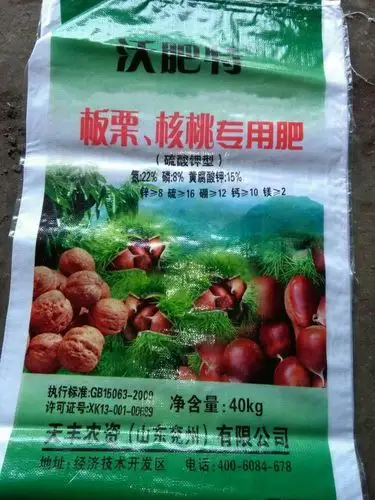 沃肥特
板栗、核桃专用肥
(硫酸钾型)
氮:22% 磷:8% 黄腐酸钾:15%
锌≥8 硫≥16 硼≥12 钙≥10 镁≥2
执行标准:GB15063-2009
许可证号:XK13-001-00689
净含量:40kg
天丰农资(山东兖州)有限公司
地址:经济技术开发区 电话:400-6084-678